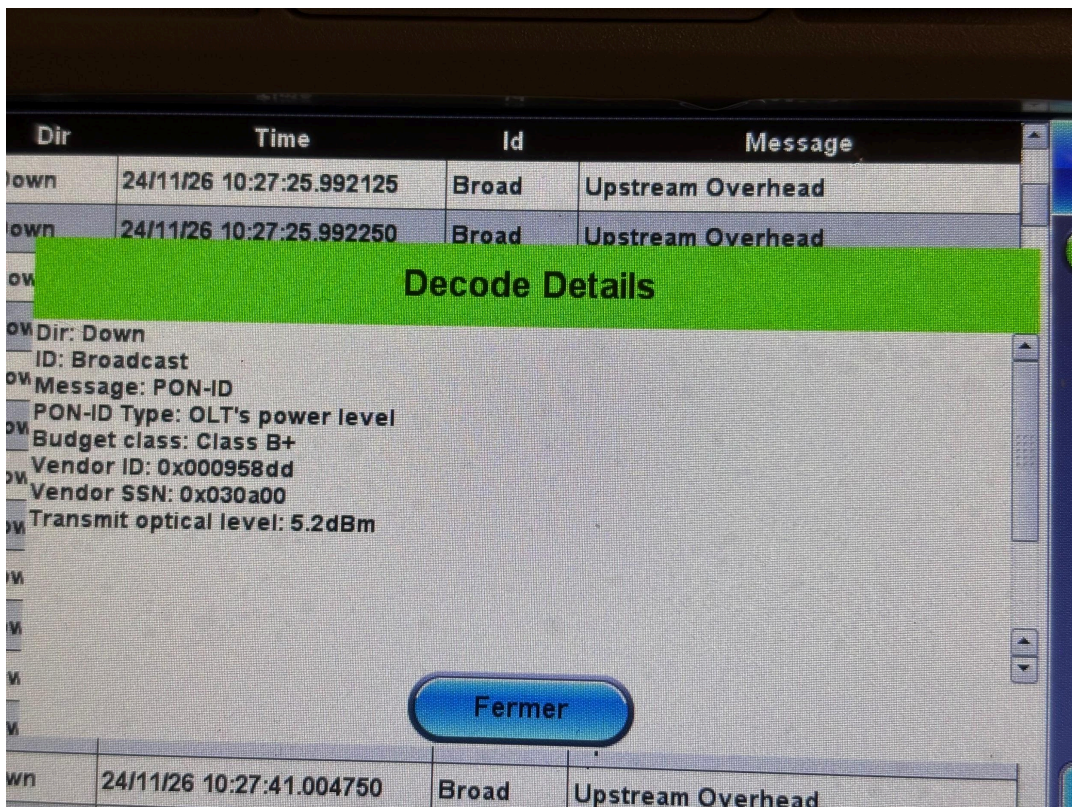 Dir Time Id Message
own 24/11/26 10:27:25.992125 Broad Upstream Overhead
own 24/11/26 10:27:25.992250 Broad Upstream Overhead
Decode Details
Dir: Down
ID: Broadcast
Message: PON-ID
PON-ID Type: OLT's power level
Budget class: Class B+
Vendor ID: 0x000958dd
Vendor SSN: 0x030a00
Transmit optical level: 5.2dBm
Fermer
wn 24/11/26 10:27:41.004750 Broad Upstream Overhead